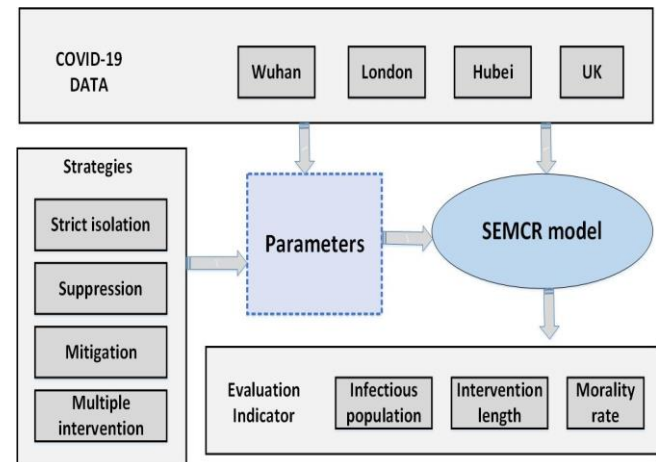 COVID-19
DATA
Wuhan
London
Hubei
UK
Strategies
Strict isolation
Suppression
Mitigation
Multiple
intervention
Parameters
SEMCR model
Evaluation
Indicator
Infectious
population
Intervention
length
Morality
rate